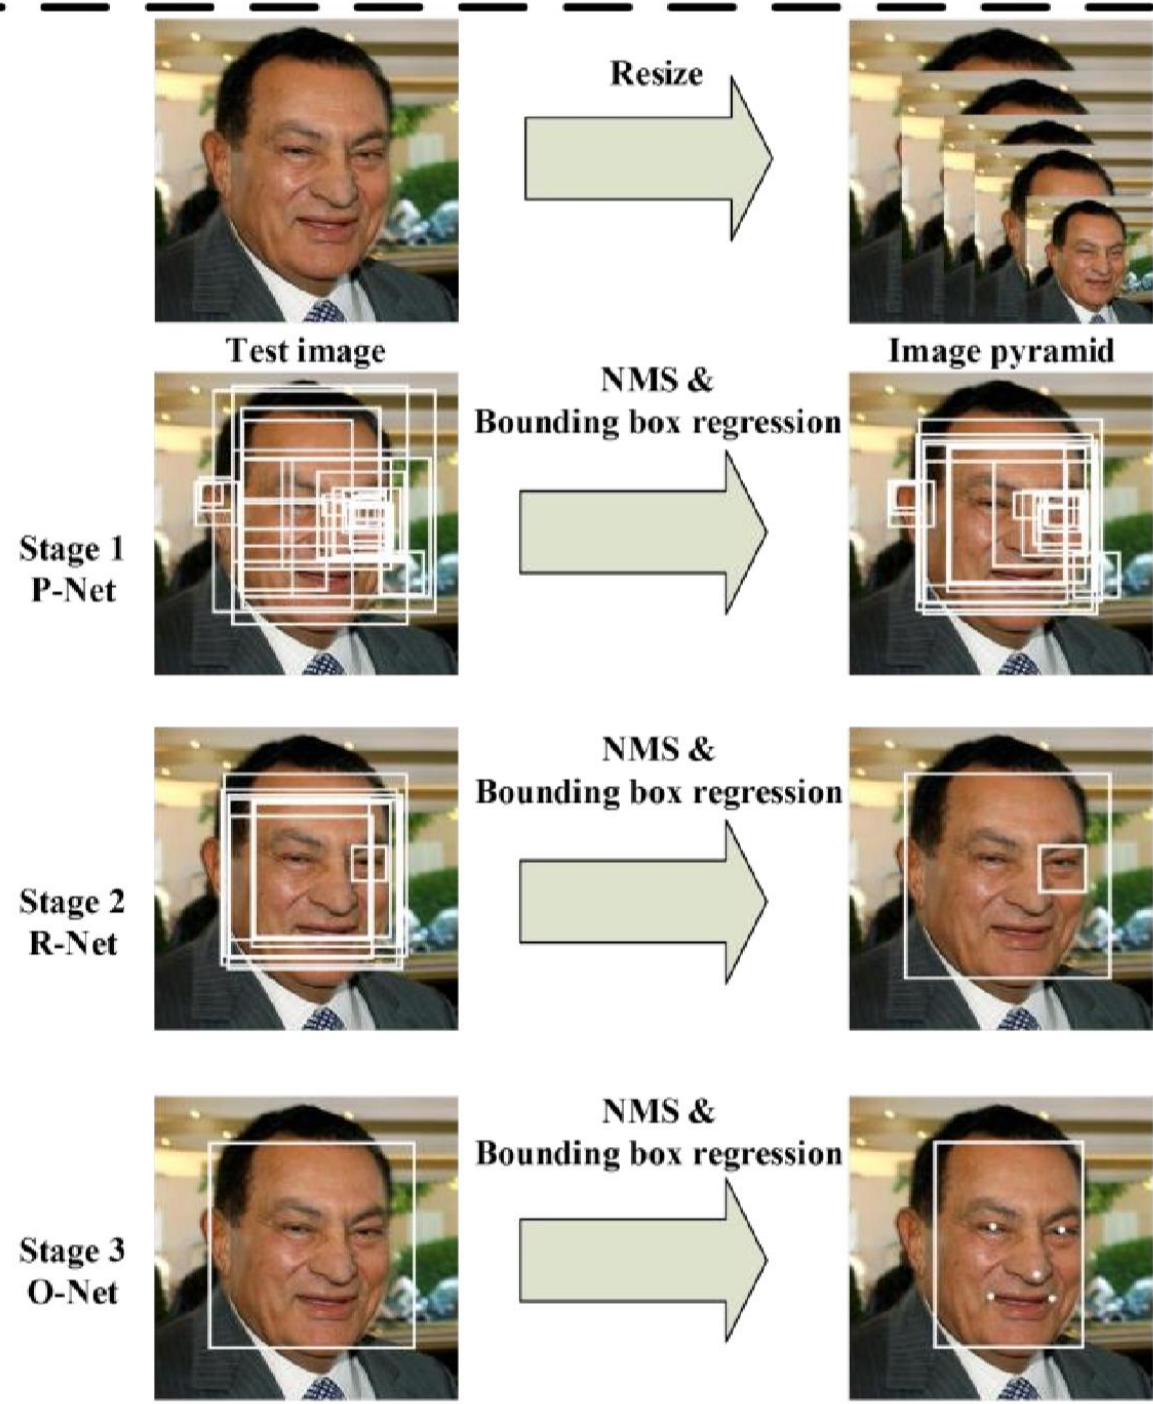 Resize
Test image
Image pyramid
NMS &
Bounding box regression
Stage 1
P-Net
NMS &
Bounding box regression
Stage 2
R-Net
NMS &
Bounding box regression
Stage 3
O-Net